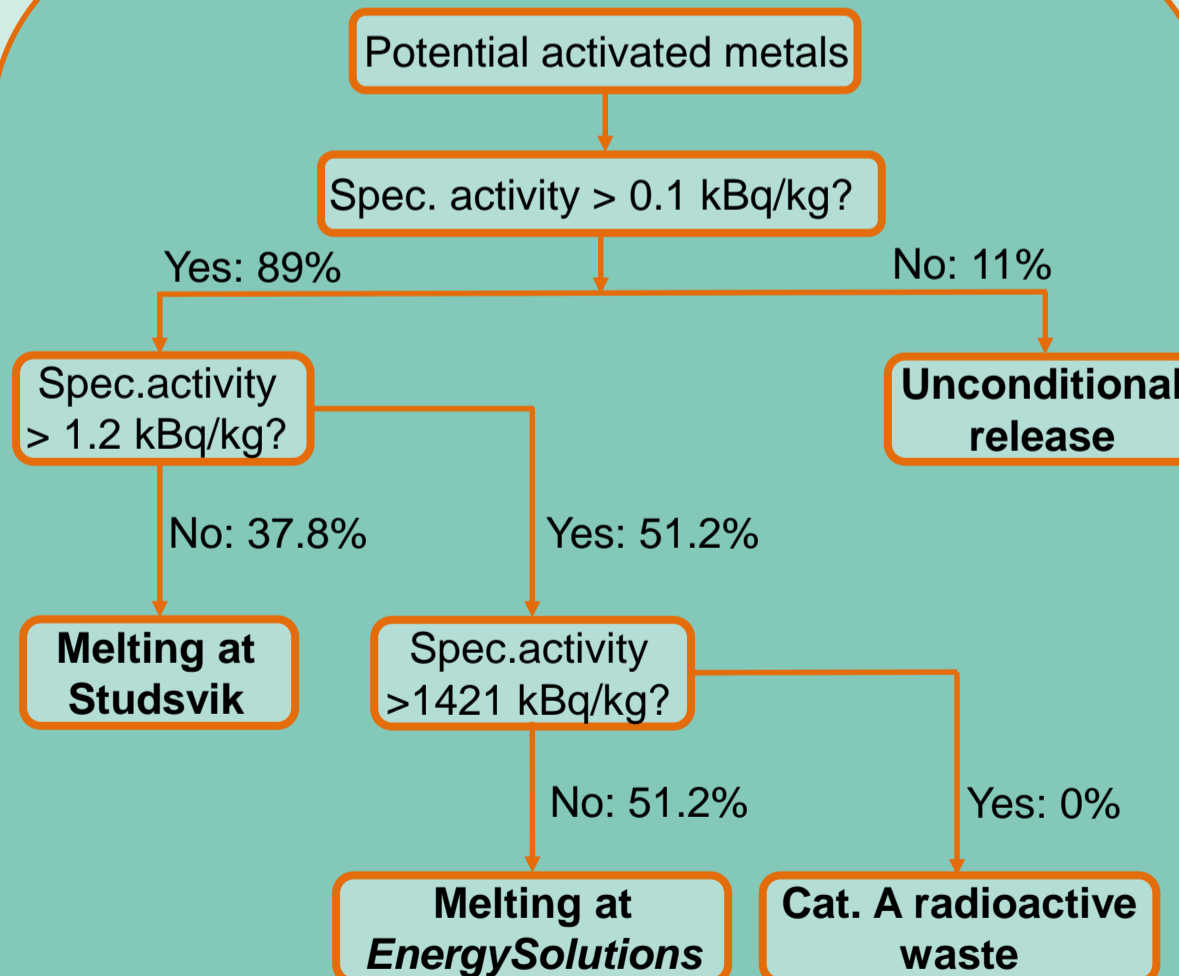 Potential activated metals
Spec. activity > 0.1 kBq/kg?
Yes: 89%
No: 11%
Spec.activity
> 1.2 kBq/kg?
Unconditional
release
No: 37.8%
Yes: 51.2%
Melting at
Studsvik
Spec.activity
>1421 kBq/kg?
No: 51.2%
Yes: 0%
Melting at
EnergySolutions
Cat. A radioactive
waste